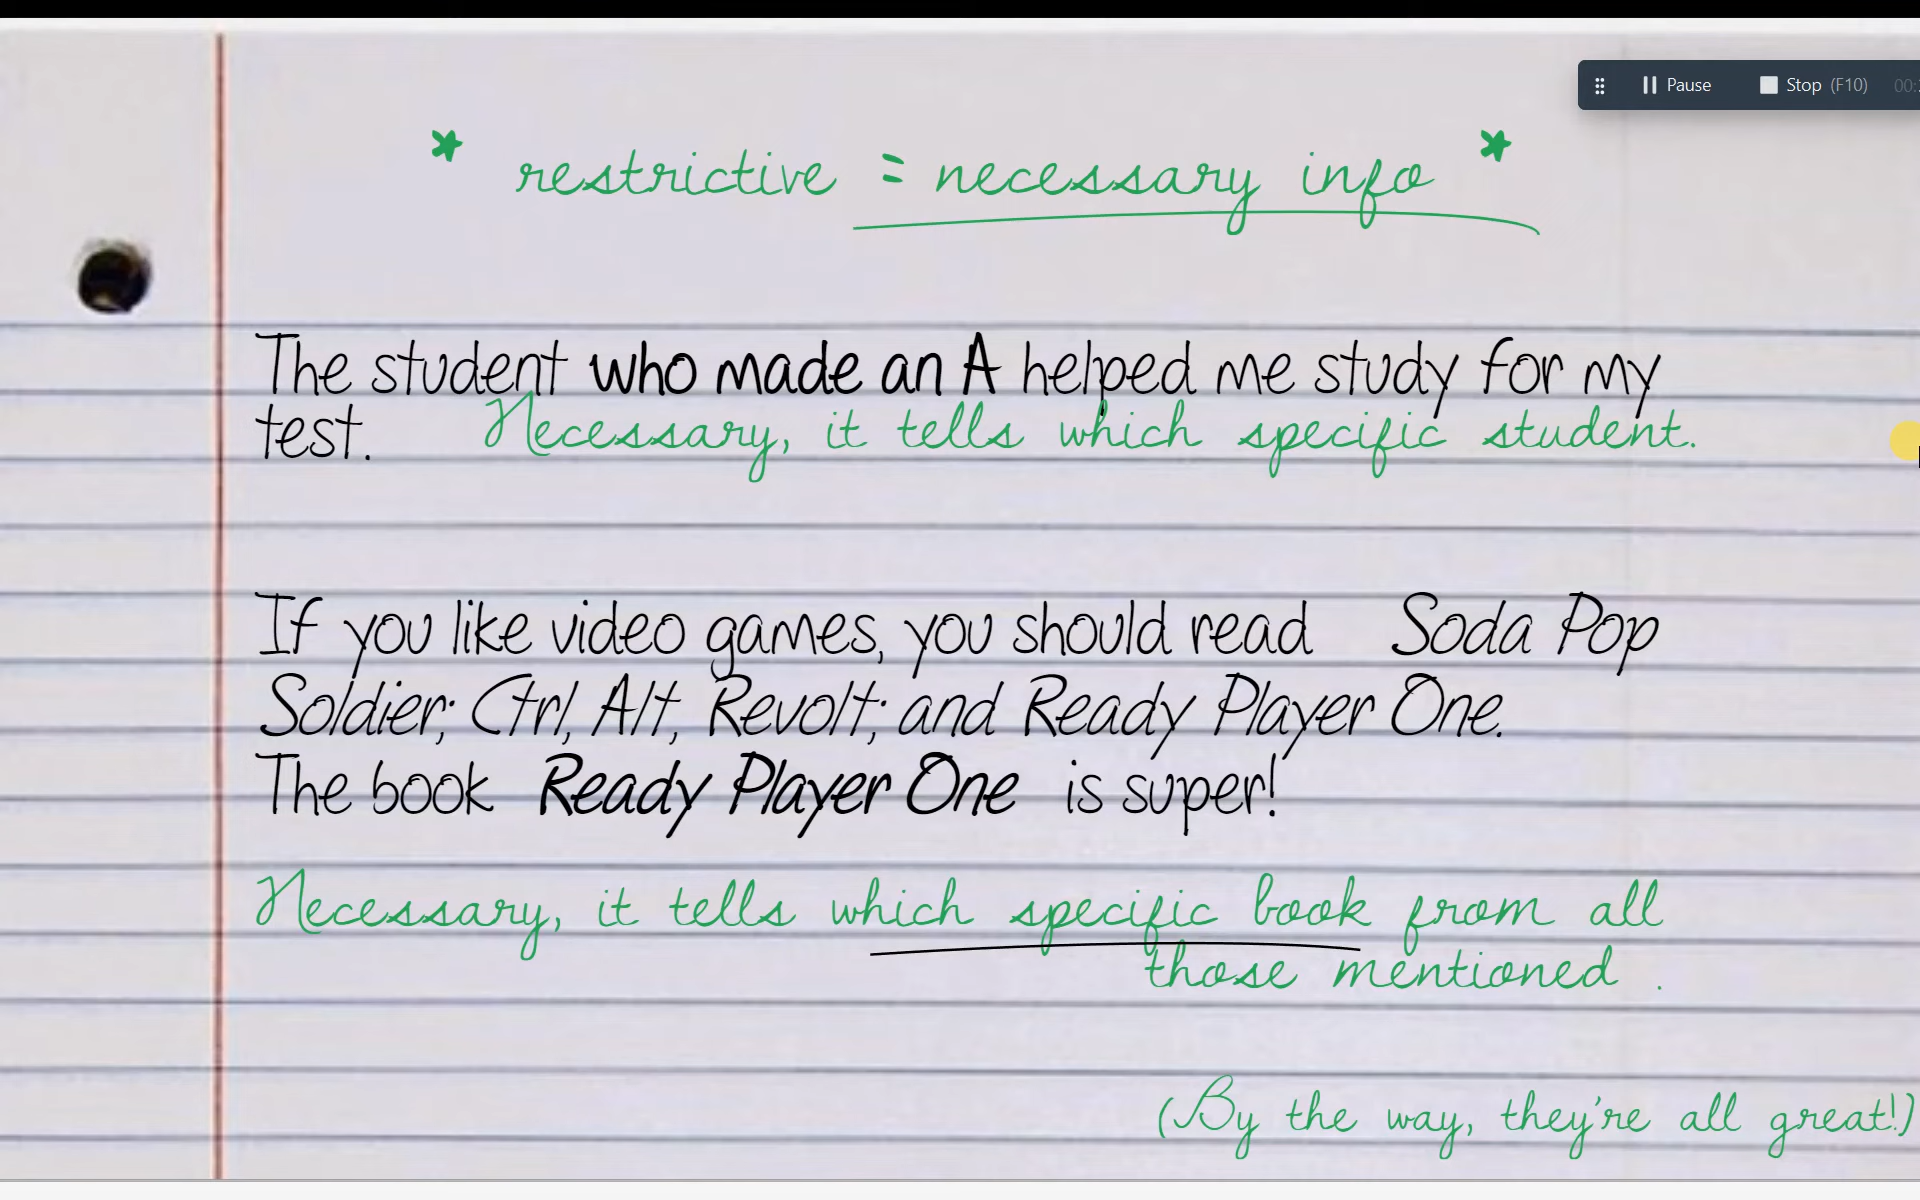 Pause Stop (F10) 00:
* restrictive = necessary info *
The student who made an A helped me study for my
test. Necessary, it tells which specific student.
If you like video games, you should read Soda Pop
Soldier; Ctrl, Alt, Revolt; and Ready Player One.
The book Ready Player One is super!
Necessary, it tells which specific book from all
those mentioned .
(By the way, they're all great!)